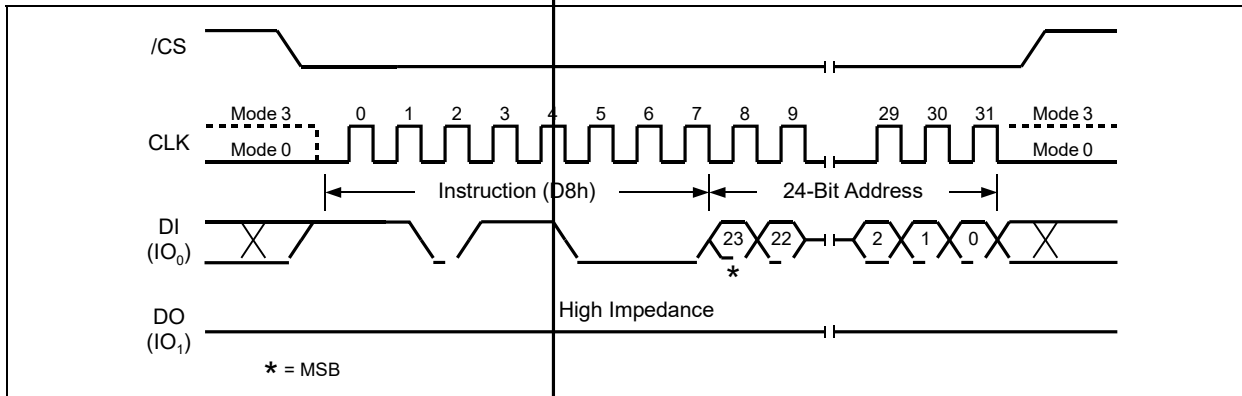 /CS
Mode 3 0 1 2 3 4 5 6 7 8 9 29 30 31 Mode 3
CLK
Mode 0 Mode 0
Instruction (D8h) 24-Bit Address
DI
(IO0)
23 22 2 1 0
*
High Impedance
DO
(IO1)
* = MSB